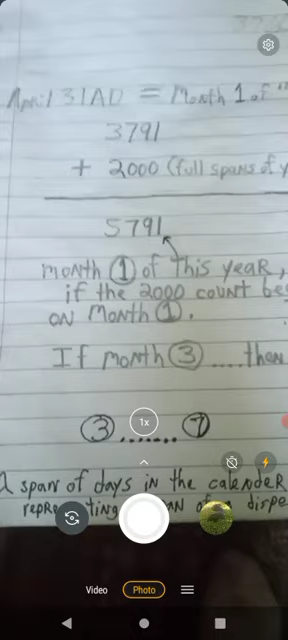 April 31AD = Month 1 of "
3791
+ 2000 (full spans of y
5791
month ① of this year,
if the 2000 count be
on Month ①.
If month ③ .... then
③ ....... ⑦
1x
a span of days in the calender
representing of a dispe
Video Photo